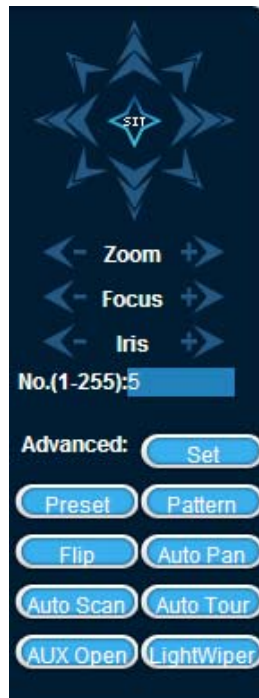 SIT
- Zoom +
- Focus +
- Iris +
No.(1-255):5
Advanced: Set
Preset Pattern
Flip Auto Pan
Auto Scan Auto Tour
AUX Open LightWiper